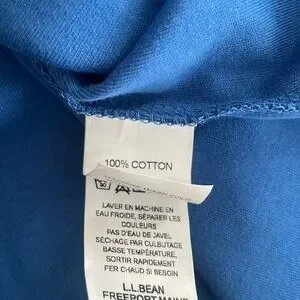 100% COTTON
LAVER EN MACHINE EN
EAU FROIDE, SÉPARER LES
COULEURS
PAS D'EAU DE JAVEL
SÉCHAGE PAR CULBUTAGE
BASSE TEMPÉRATURE,
SORTIR RAPIDEMENT
FER CHAUD SI BESOIN
L.L.BEAN
FREEPORT MAINE